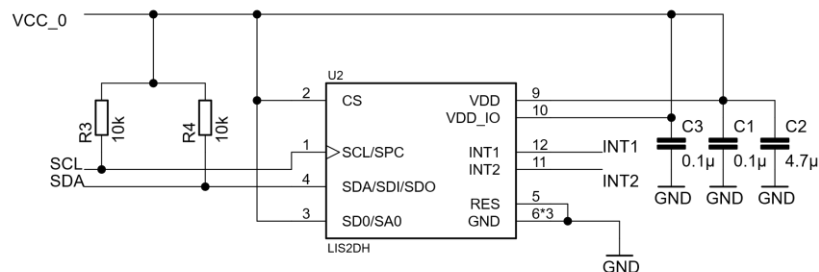 VCC_0
U2
R3
10k
R4
10k
2
CS
VDD
9
VDD_IO
10
1
SCL/SPC
INT1
12
INT1
INT2
11
INT2
SCL
SDA
4
SDA/SDI/SDO
3
SD0/SA0
RES
5
GND
6*3
LIS2DH
C3
0.1µ
C1
0.1µ
C2
4.7µ
GND
GND
GND
GND